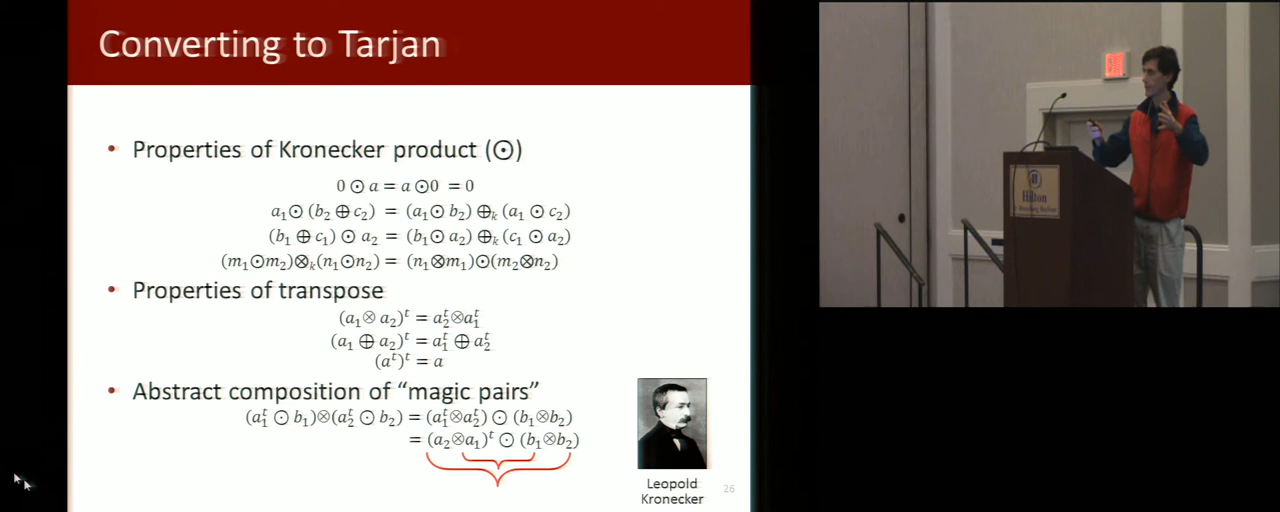 Converting to Tarjan
• Properties of Kronecker product (⊙)
0 ⊙ a = a ⊙0 = 0
a₁⊙ (b₂ ⊕ c₂) = (a₁⊙ b₂) ⊕ₖ (a₁ ⊙ c₂)
(b₁ ⊕ c₁) ⊙ a₂ = (b₁⊙ a₂) ⊕ₖ (c₁ ⊙ a₂)
(m₁⊙m₂)⊗ₖ(n₁⊙n₂) = (n₁⊗m₁)⊙(m₂⊗n₂)
• Properties of transpose
(a₁⊗ a₂)ᵗ = a₂ᵗ⊗a₁ᵗ
(a₁ ⊕ a₂)ᵗ = a₁ᵗ ⊕ a₂ᵗ
(aᵗ)ᵗ = a
• Abstract composition of “magic pairs”
(a₁ᵗ ⊙ b₁)⊗(a₂ᵗ ⊙ b₂) = (a₁ᵗ⊗a₂ᵗ) ⊙ (b₁⊗b₂)
= (a₂⊗a₁)ᵗ ⊙ (b₁⊗b₂)
Leopold
Kronecker
26
Hilton